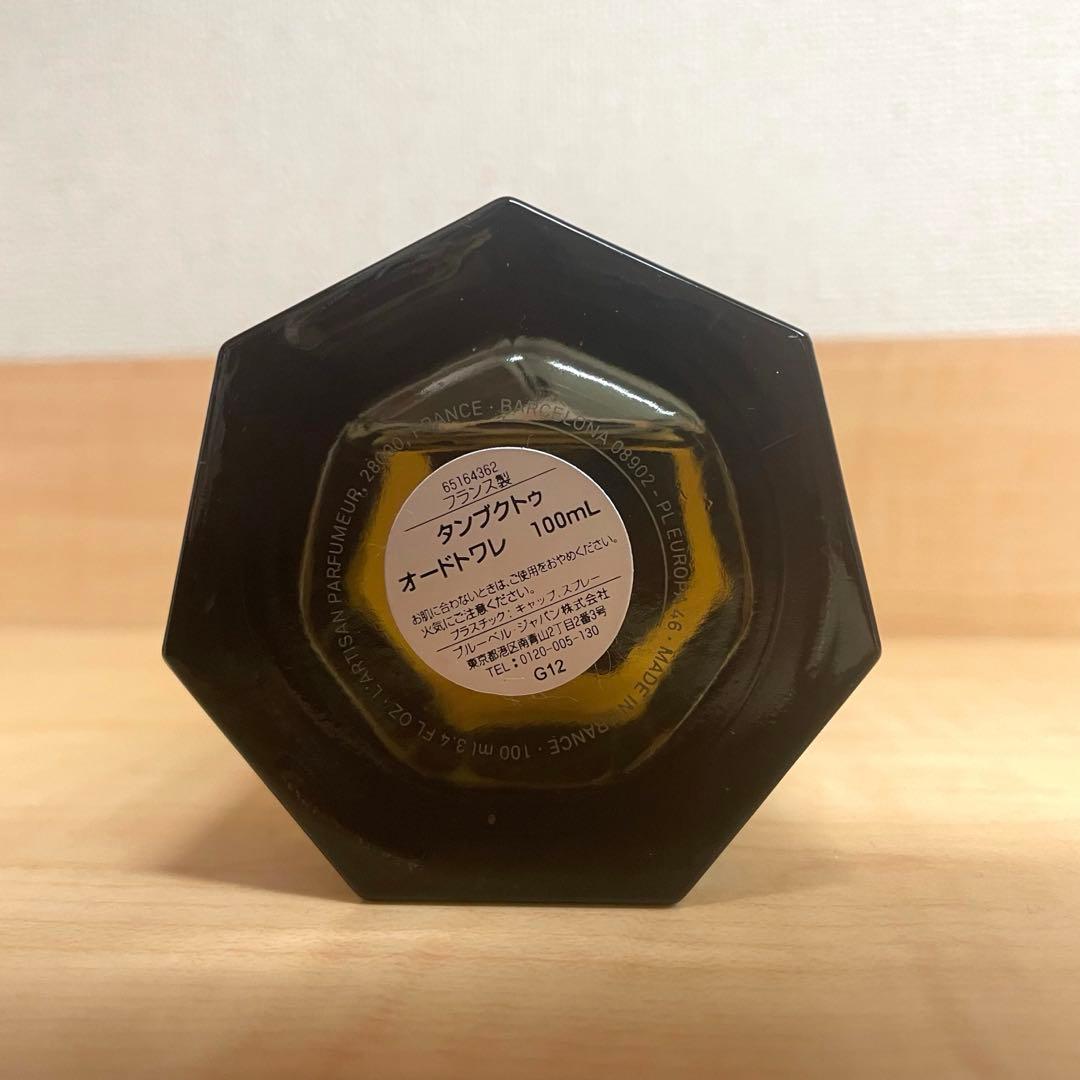 65164362
フランス製
タンブクトゥ
オードトワレ 100mL
お肌に合わないときは、ご使用をおやめください。
火気にご注意ください。
プラスチック：キャップ、スプレー
ブルーベル・ジャパン株式会社
東京都港区南青山2丁目2番3号
TEL：0120-005-130
G12
L'ARTISAN PARFUMEUR, 28000, FRANCE · BARCELONA 08902 - PL EUROPA 46 · MADE IN FRANCE · 100 ml 3.4 FL OZ ·